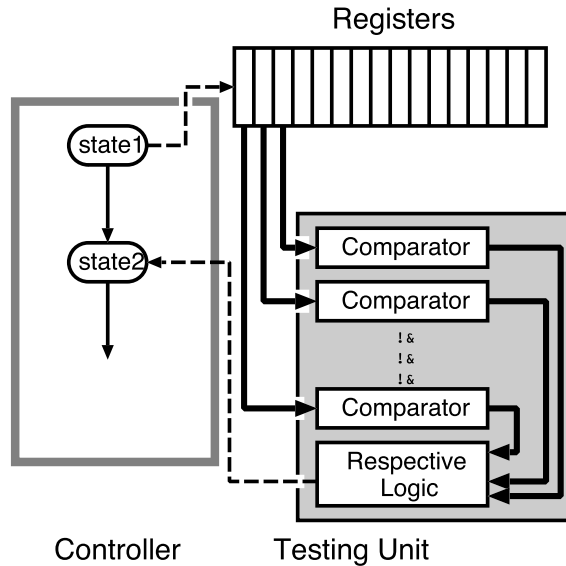 Registers
state1
state2
Comparator
Comparator
!&
!&
!&
Comparator
Respective
Logic
Controller
Testing Unit